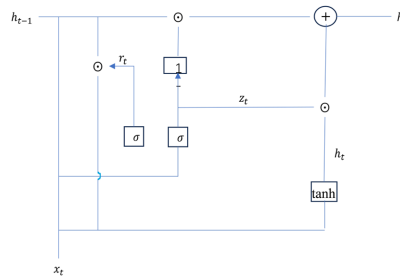 h_{t-1} ⊙ + h
⊙ r_t 1
-
z_t ⊙
σ σ
h_t
tanh
x_t